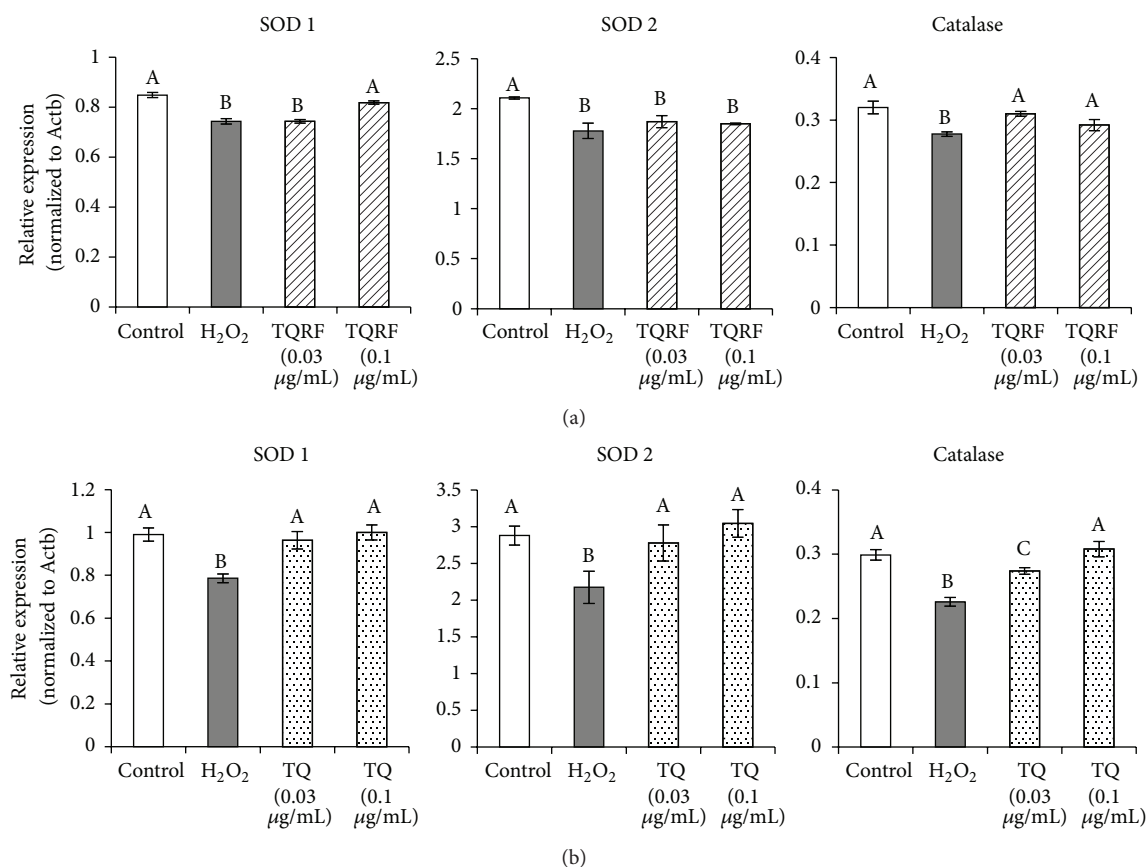 SOD 1
SOD 2
Catalase
Relative expression
(normalized to Actb)
1
0.8
0.6
0.4
0.2
0
A
B
B
A
Control
H₂O₂
TQRF
(0.03
μg/mL)
TQRF
(0.1
μg/mL)
2.5
2
1.5
1
0.5
0
A
B
B
B
Control
H₂O₂
TQRF
(0.03
μg/mL)
TQRF
(0.1
μg/mL)
0.4
0.3
0.2
0.1
0
A
B
A
A
Control
H₂O₂
TQRF
(0.03
μg/mL)
TQRF
(0.1
μg/mL)
(a)
SOD 1
SOD 2
Catalase
Relative expression
(normalized to Actb)
1.2
1
0.8
0.6
0.4
0.2
0
A
B
A
A
Control
H₂O₂
TQ
(0.03
μg/mL)
TQ
(0.1
μg/mL)
3.5
3
2.5
2
1.5
1
0.5
0
A
B
A
A
Control
H₂O₂
TQ
(0.03
μg/mL)
TQ
(0.1
μg/mL)
0.4
0.3
0.2
0.1
0
A
B
C
A
Control
H₂O₂
TQ
(0.03
μg/mL)
TQ
(0.1
μg/mL)
(b)